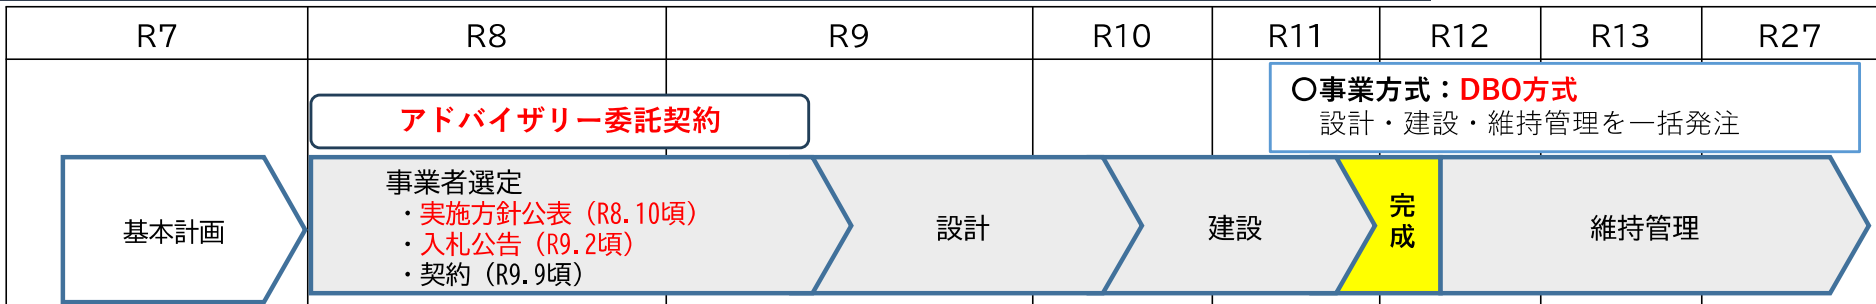 R7 R8 R9 R10 R11 R12 R13 R27
〇事業方式：DBO方式
設計・建設・維持管理を一括発注
アドバイザリー委託契約
基本計画
事業者選定
・実施方針公表（R8.10頃）
・入札公告（R9.2頃）
・契約（R9.9頃）
設計
建設
完成
維持管理